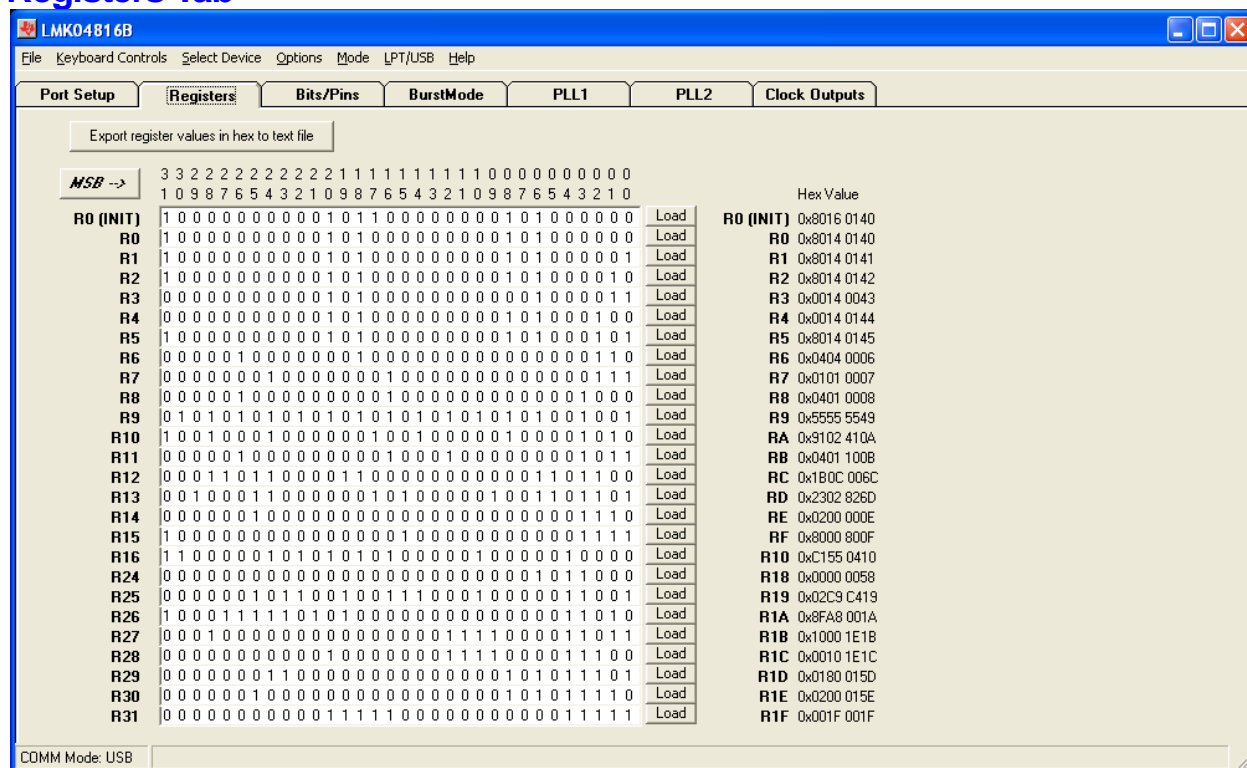 Registers Tab
LMK04816B
File Keyboard Controls Select Device Options Mode LPT/USB Help
Port Setup Registers Bits/Pins BurstMode PLL1 PLL2 Clock Outputs
Export register values in hex to text file
MSB --> 3 3 2 2 2 2 2 2 2 2 2 2 1 1 1 1 1 1 1 1 1 1 0 0 0 0 0 0 0 0 0 0
1 0 9 8 7 6 5 4 3 2 1 0 9 8 7 6 5 4 3 2 1 0 9 8 7 6 5 4 3 2 1 0 Hex Value
R0 (INIT) 1 0 0 0 0 0 0 0 0 0 0 1 0 1 1 0 0 0 0 0 0 0 0 1 0 1 0 0 0 0 0 0 Load R0 (INIT) 0x8016 0140
R0 1 0 0 0 0 0 0 0 0 0 0 1 0 1 0 0 0 0 0 0 0 0 0 1 0 1 0 0 0 0 0 0 Load R0 0x8014 0140
R1 1 0 0 0 0 0 0 0 0 0 0 1 0 1 0 0 0 0 0 0 0 0 0 1 0 1 0 0 0 0 0 1 Load R1 0x8014 0141
R2 1 0 0 0 0 0 0 0 0 0 0 1 0 1 0 0 0 0 0 0 0 0 0 1 0 1 0 0 0 0 1 0 Load R2 0x8014 0142
R3 0 0 0 0 0 0 0 0 0 0 0 1 0 1 0 0 0 0 0 0 0 0 0 0 0 1 0 0 0 0 1 1 Load R3 0x0014 0043
R4 0 0 0 0 0 0 0 0 0 0 0 1 0 1 0 0 0 0 0 0 0 0 0 1 0 1 0 0 0 1 0 0 Load R4 0x0014 0144
R5 1 0 0 0 0 0 0 0 0 0 0 1 0 1 0 0 0 0 0 0 0 0 0 1 0 1 0 0 0 1 0 1 Load R5 0x8014 0145
R6 0 0 0 0 0 1 0 0 0 0 0 0 0 1 0 0 0 0 0 0 0 0 0 0 0 0 0 0 0 1 1 0 Load R6 0x0404 0006
R7 0 0 0 0 0 0 0 1 0 0 0 0 0 0 0 1 0 0 0 0 0 0 0 0 0 0 0 0 0 1 1 1 Load R7 0x0101 0007
R8 0 0 0 0 0 1 0 0 0 0 0 0 0 0 0 1 0 0 0 0 0 0 0 0 0 0 0 0 1 0 0 0 Load R8 0x0401 0008
R9 0 1 0 1 0 1 0 1 0 1 0 1 0 1 0 1 0 1 0 1 0 1 0 1 0 1 0 0 1 0 0 1 Load R9 0x5555 5549
R10 1 0 0 1 0 0 0 1 0 0 0 0 0 0 1 0 0 1 0 0 0 0 0 1 0 0 0 0 1 0 1 0 Load RA 0x9102 410A
R11 0 0 0 0 0 1 0 0 0 0 0 0 0 0 0 1 0 0 0 1 0 0 0 0 0 0 0 0 1 0 1 1 Load RB 0x0401 100B
R12 0 0 0 1 1 0 1 1 0 0 0 0 1 1 0 0 0 0 0 0 0 0 0 0 0 1 1 0 1 1 0 0 Load RC 0x1B0C 006C
R13 0 0 1 0 0 0 1 1 0 0 0 0 0 0 1 0 1 0 0 0 0 0 1 0 0 1 1 0 1 1 0 1 Load RD 0x2302 826D
R14 0 0 0 0 0 0 1 0 0 0 0 0 0 0 0 0 0 0 0 0 0 0 0 0 0 0 0 0 1 1 1 0 Load RE 0x0200 000E
R15 1 0 0 0 0 0 0 0 0 0 0 0 0 0 0 0 1 0 0 0 0 0 0 0 0 0 0 0 1 1 1 1 Load RF 0x8000 800F
R16 1 1 0 0 0 0 0 1 0 1 0 1 0 1 0 1 0 0 0 0 0 1 0 0 0 0 0 1 0 0 0 0 Load R10 0xC155 0410
R24 0 0 0 0 0 0 0 0 0 0 0 0 0 0 0 0 0 0 0 0 0 0 0 0 0 1 0 1 1 0 0 0 Load R18 0x0000 0058
R25 0 0 0 0 0 0 1 0 1 1 0 0 1 0 0 1 1 1 0 0 0 1 0 0 0 0 0 1 1 0 0 1 Load R19 0x02C9 C419
R26 1 0 0 0 1 1 1 1 1 0 1 0 1 0 0 0 0 0 0 0 0 0 0 0 0 0 0 1 1 0 1 0 Load R1A 0x8FA8 001A
R27 0 0 0 1 0 0 0 0 0 0 0 0 0 0 0 0 0 0 0 1 1 1 1 0 0 0 0 1 1 0 1 1 Load R1B 0x1000 1E1B
R28 0 0 0 0 0 0 0 0 0 0 0 1 0 0 0 0 0 0 0 1 1 1 1 0 0 0 0 1 1 1 0 0 Load R1C 0x0010 1E1C
R29 0 0 0 0 0 0 0 1 1 0 0 0 0 0 0 0 0 0 0 0 0 0 0 1 0 1 0 1 1 1 0 1 Load R1D 0x0180 015D
R30 0 0 0 0 0 0 1 0 0 0 0 0 0 0 0 0 0 0 0 0 0 0 0 1 0 1 0 1 1 1 1 0 Load R1E 0x0200 015E
R31 0 0 0 0 0 0 0 0 0 0 0 1 1 1 1 1 0 0 0 0 0 0 0 0 0 0 0 1 1 1 1 1 Load R1F 0x001F 001F
COMM Mode: USB